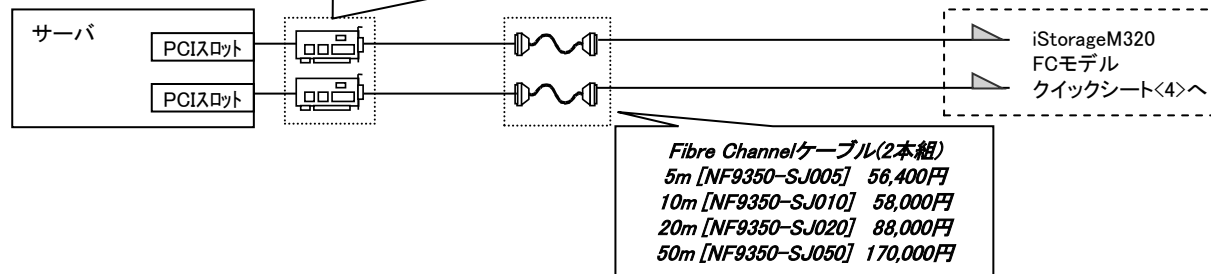 サーバ
PCIスロット
PCIスロット
iStorageM320
FCモデル
クイックシート<4>へ
Fibre Channelケーブル(2本組)
5m [NF9350-SJ005] 56,400円
10m [NF9350-SJ010] 58,000円
20m [NF9350-SJ020] 88,000円
50m [NF9350-SJ050] 170,000円